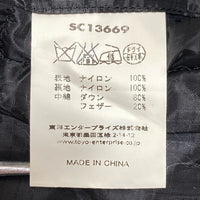 SC13669
ドライ
表地 ナイロン 100%
裏地 ナイロン 100%
中綿 ダウン 80%
フェザー 20%
東洋エンタープライズ株式会社
東京都墨田区 2-14-12
www.toyo-enterprise.co.jp
MADE IN CHINA